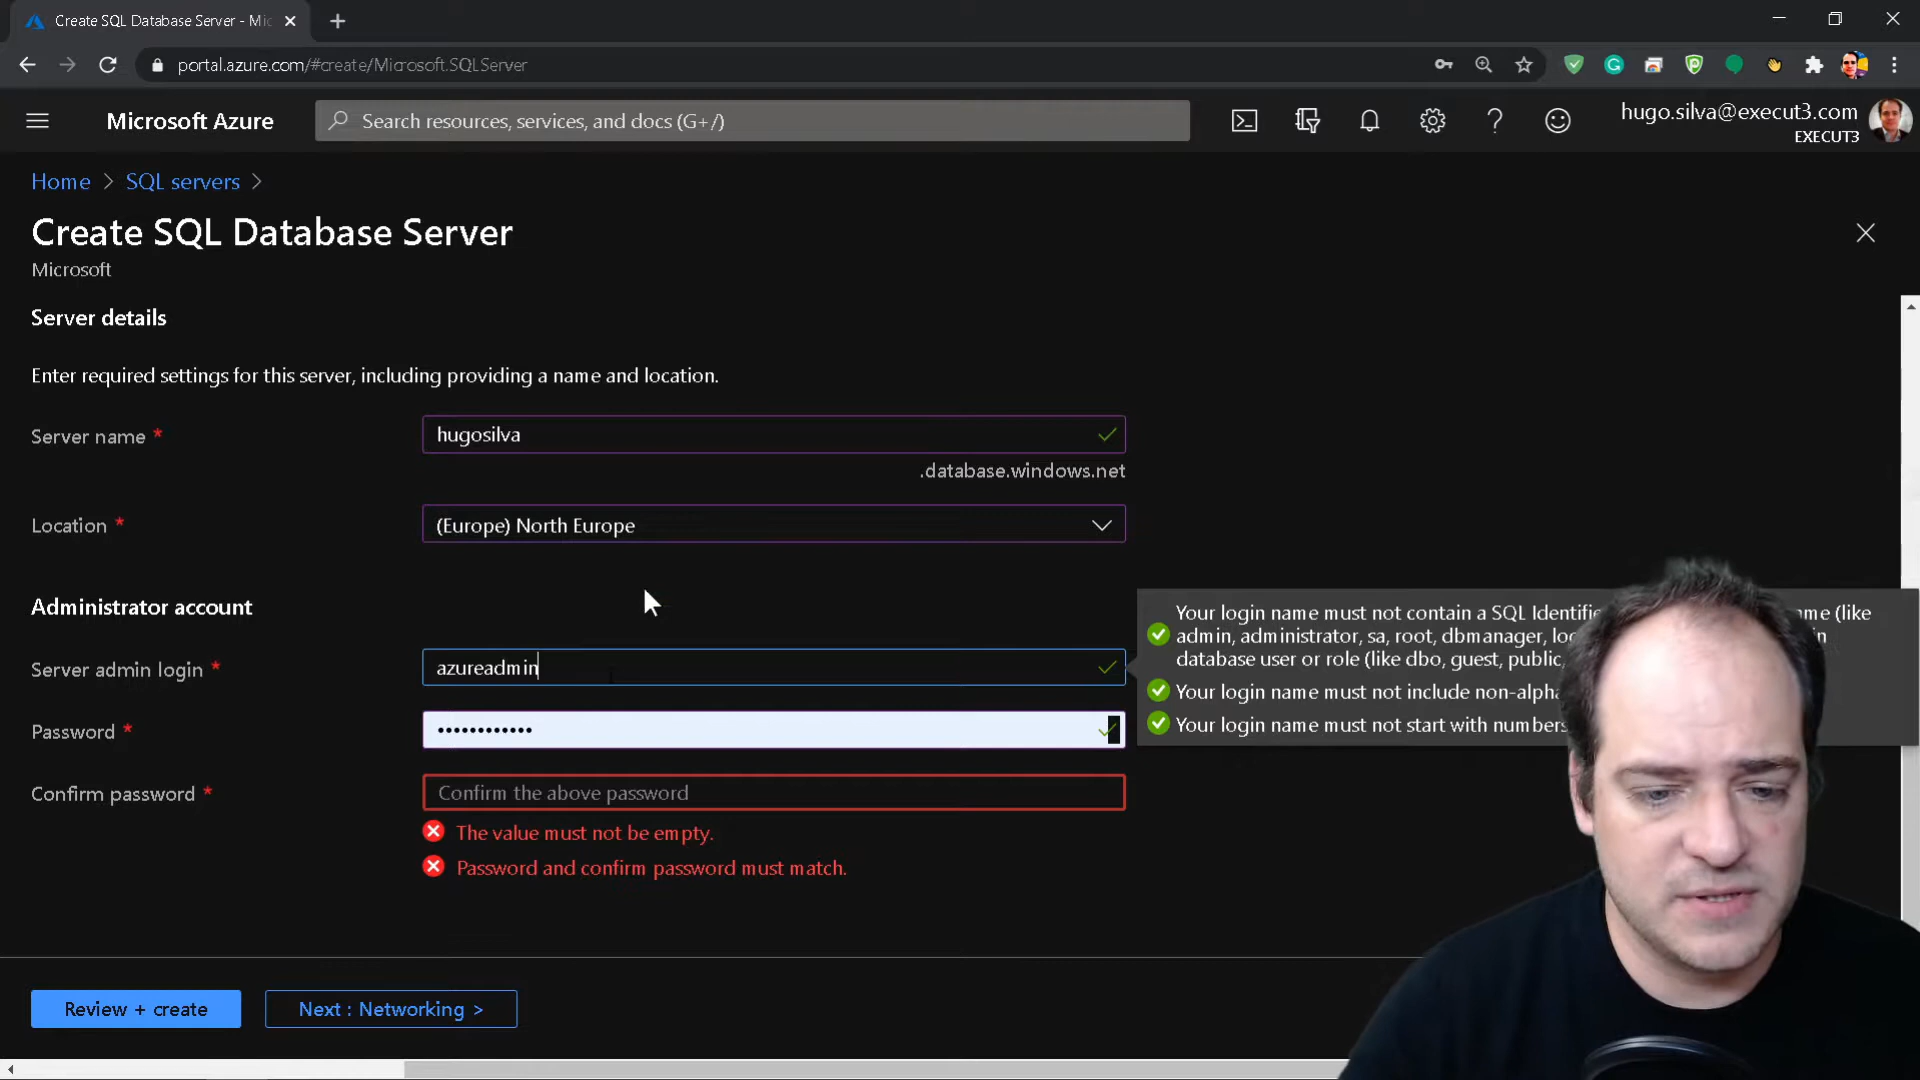 Create SQL Database Server - Mic
portal.azure.com/#create/Microsoft.SQLServer
Microsoft Azure
Search resources, services, and docs (G+/)
hugo.silva@execut3.com
EXECUT3
Home > SQL servers >
Create SQL Database Server
Microsoft
Server details
Enter required settings for this server, including providing a name and location.
Server name *
hugosilva
.database.windows.net
Location *
(Europe) North Europe
Administrator account
Server admin login *
azureadmin
Your login name must not contain a SQL Identifie me (like
admin, administrator, sa, root, dbmanager, lo in
database user or role (like dbo, guest, public,
Your login name must not include non-alpha
Your login name must not start with numbers
Password *
••••••••••••
Confirm password *
Confirm the above password
The value must not be empty.
Password and confirm password must match.
Review + create
Next : Networking >